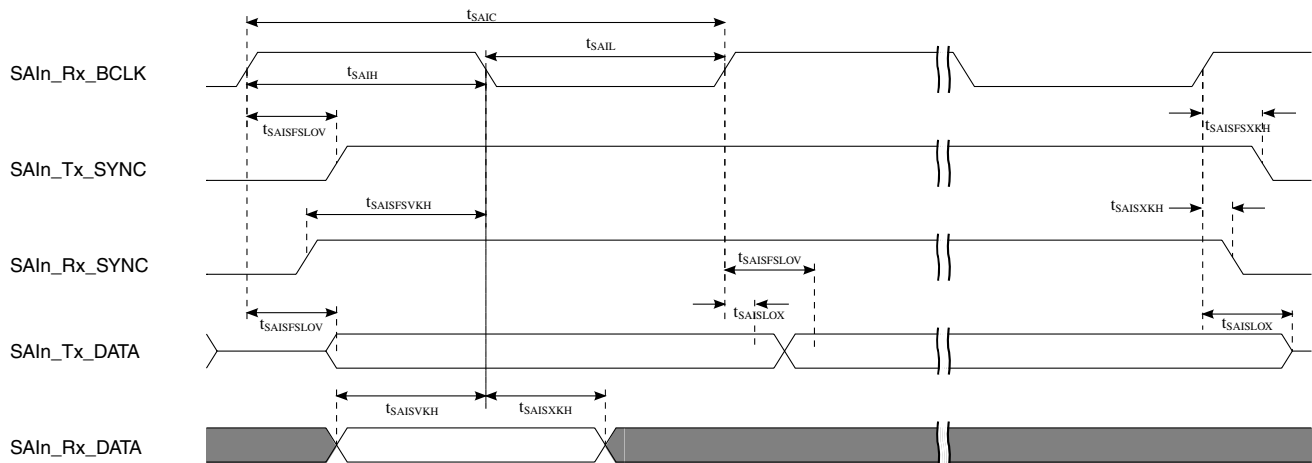 tSAIC
tSAIL
SAIn_Rx_BCLK
tSAIH
tSAISFSLOV
tSAISFSXKH
SAIn_Tx_SYNC
tSAISFSVKH
tSAISXKH
SAIn_Rx_SYNC
tSAISFSLOV
tSAISFSLOV
tSAISLOX
tSAISLOX
SAIn_Tx_DATA
tSAISVKH
tSAISXKH
SAIn_Rx_DATA